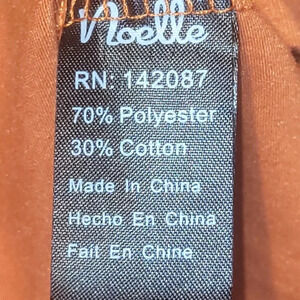 Noelle
RN: 142087
70% Polyester
30% Cotton
Made In China
Hecho En China
Fait En Chine